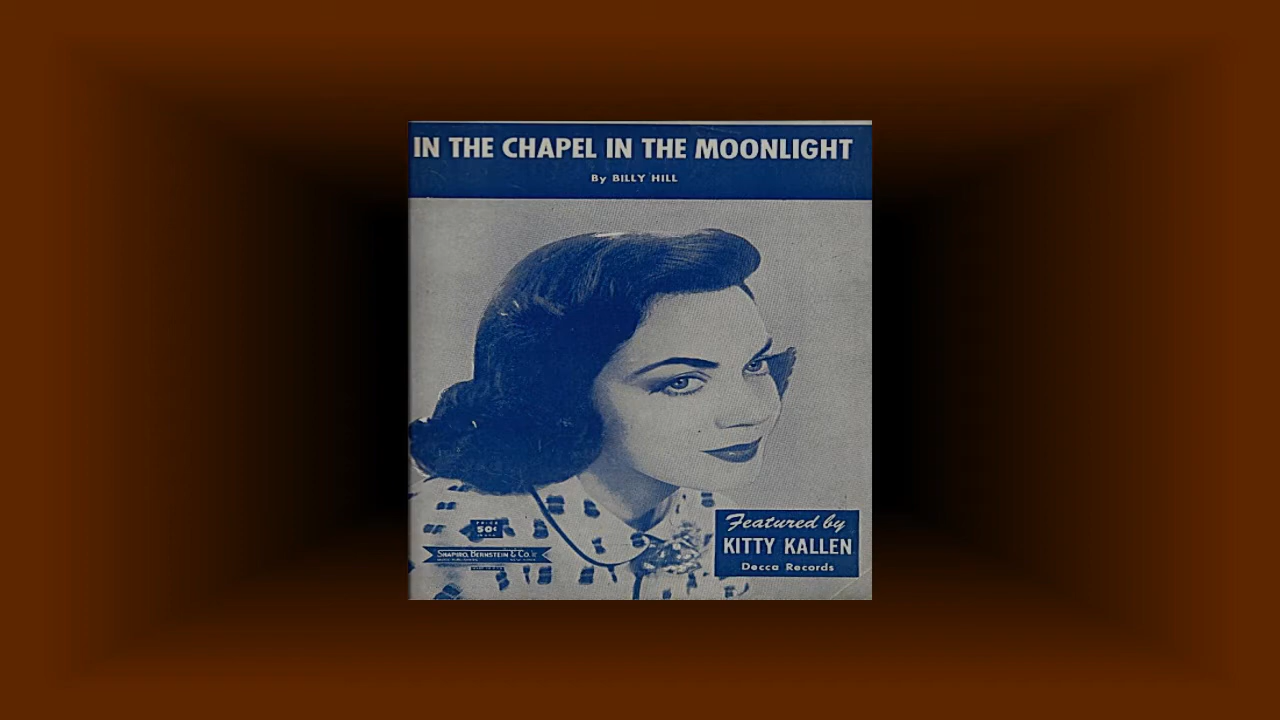 IN THE CHAPEL IN THE MOONLIGHT
By BILLY HILL
Featured by
KITTY KALLEN
Decca Records
PRICE
50¢
SHAPIRO, BERNSTEIN & CO.